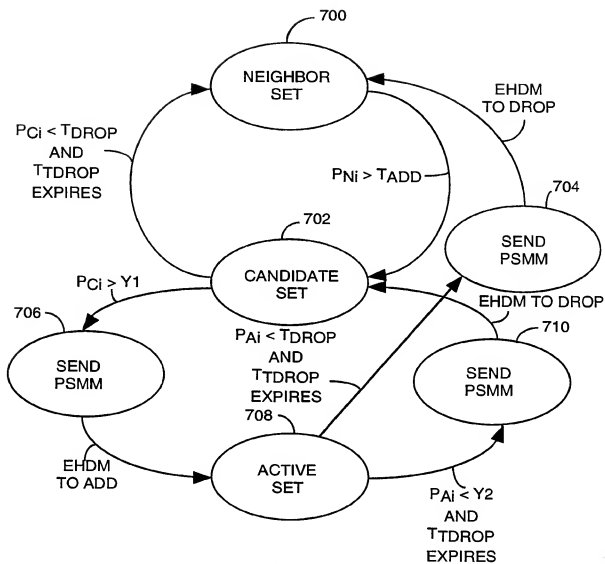 700
NEIGHBOR
SET
EHDM
TO DROP
PCi < TDROP
AND
TTDROP
EXPIRES
PNi > TADD
704
SEND
PSMM
702
CANDIDATE
SET
PCi > Y1
EHDM TO DROP
706
SEND
PSMM
PAi < TDROP
AND
TTDROP
EXPIRES
710
SEND
PSMM
708
EHDM
TO ADD
ACTIVE
SET
PAi < Y2
AND
TTDROP
EXPIRES